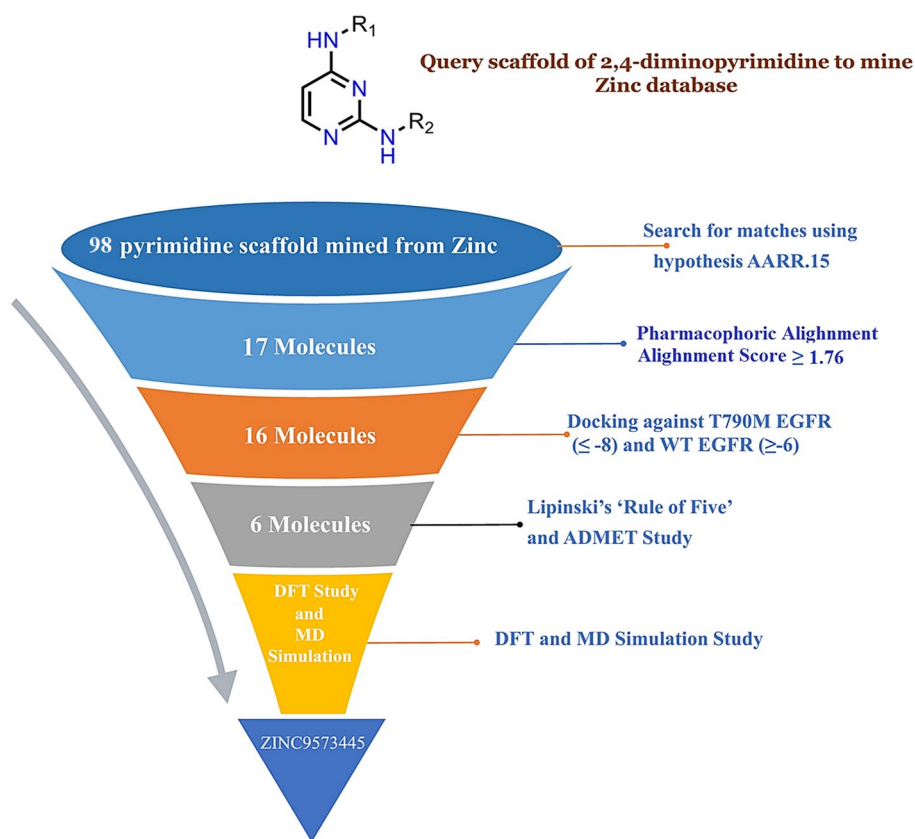 HN
R1
N
N
N
H
R2
Query scaffold of 2,4-diminopyrimidine to mine
Zinc database
98 pyrimidine scaffold mined from Zinc
Search for matches using
hypothesis AARR.15
17 Molecules
Pharmacophoric Alighnment
Alighnment Score ≥ 1.76
16 Molecules
Docking against T790M EGFR
(≤ -8) and WT EGFR (≥-6)
6 Molecules
Lipinski's ‘Rule of Five’
and ADMET Study
DFT Study
and
MD
Simulation
DFT and MD Simulation Study
ZINC9573445